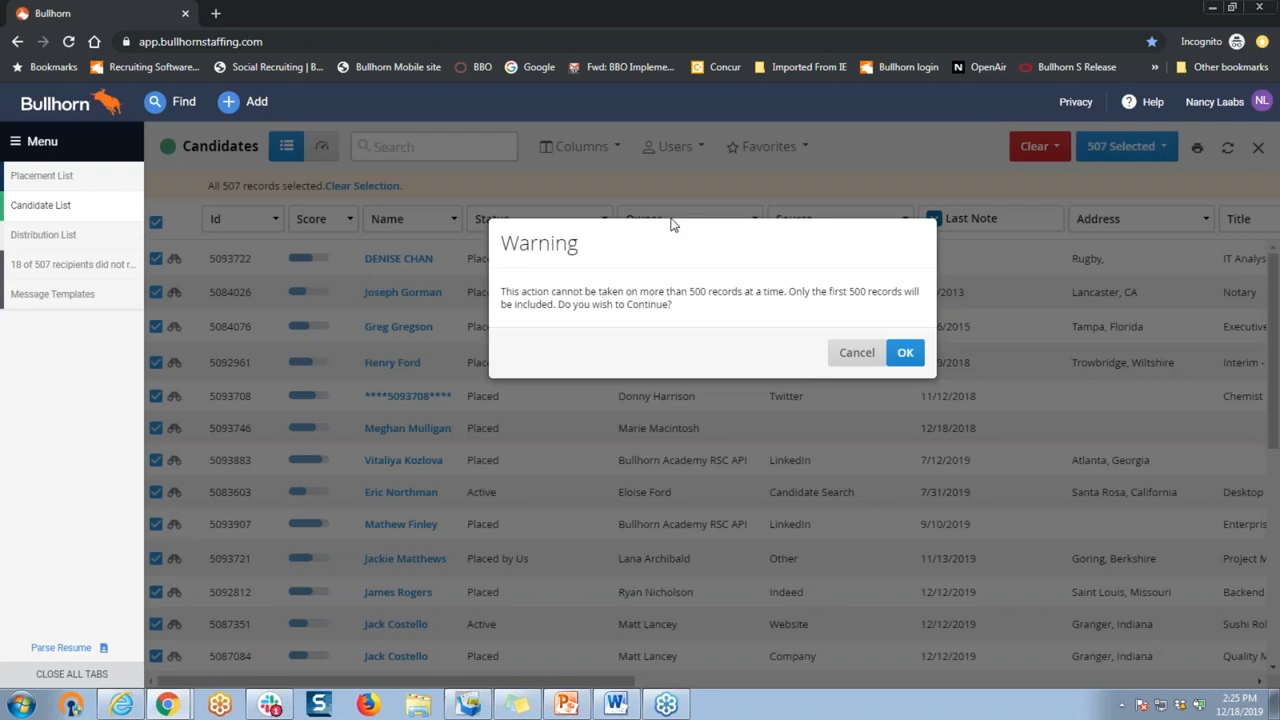 Bullhorn
app.bullhornstaffing.com
Incognito
Bookmarks
Recruiting Software...
Social Recruiting | B...
Bullhorn Mobile site
BBO
Google
Fwd: BBO Impleme...
Concur
Imported From IE
Bullhorn login
OpenAir
Bullhorn S Release
»
Other bookmarks
Bullhorn
Find
Add
Privacy
Help
Nancy Laabs
NL
Menu
Placement List
Candidate List
Distribution List
18 of 507 recipients did not r...
Message Templates
Parse Resume
CLOSE ALL TABS
Candidates
Search
Columns
Users
Favorites
Clear
507 Selected
All 507 records selected.Clear Selection.
Id Score Name Status Owner Source Last Note Address Title
5093722 DENISE CHAN Rugby, IT Analys
5084026 Joseph Gorman /2013 Lancaster, CA Notary
5084076 Greg Gregson 6/2015 Tampa, Florida Executive
5092961 Henry Ford 9/2018 Trowbridge, Wiltshire Interim -
5093708 ****5093708**** Placed Donny Harrison Twitter 11/12/2018 Chemist
5093746 Meghan Mulligan Placed Marie Macintosh 12/18/2018
5093883 Vitaliya Kozlova Placed Bullhorn Academy RSC API LinkedIn 7/12/2019 Atlanta, Georgia
5083603 Eric Northman Active Eloise Ford Candidate Search 7/31/2019 Santa Rosa, California Desktop
5093907 Mathew Finley Placed Bullhorn Academy RSC API LinkedIn 9/10/2019 Enterpris
5093721 Jackie Matthews Placed by Us Lana Archibald Other 11/13/2019 Goring, Berkshire Project M
5092812 James Rogers Placed Ryan Nicholson Indeed 12/12/2019 Saint Louis, Missouri Backend
5087351 Jack Costello Active Matt Lancey Website 12/12/2019 Granger, Indiana Sushi Rol
5087084 Jack Costello Placed Matt Lancey Company 12/12/2019 Granger, Indiana Quality M
Warning
This action cannot be taken on more than 500 records at a time. Only the first 500 records will
be included. Do you wish to Continue?
Cancel
OK
2:25 PM
12/18/2019